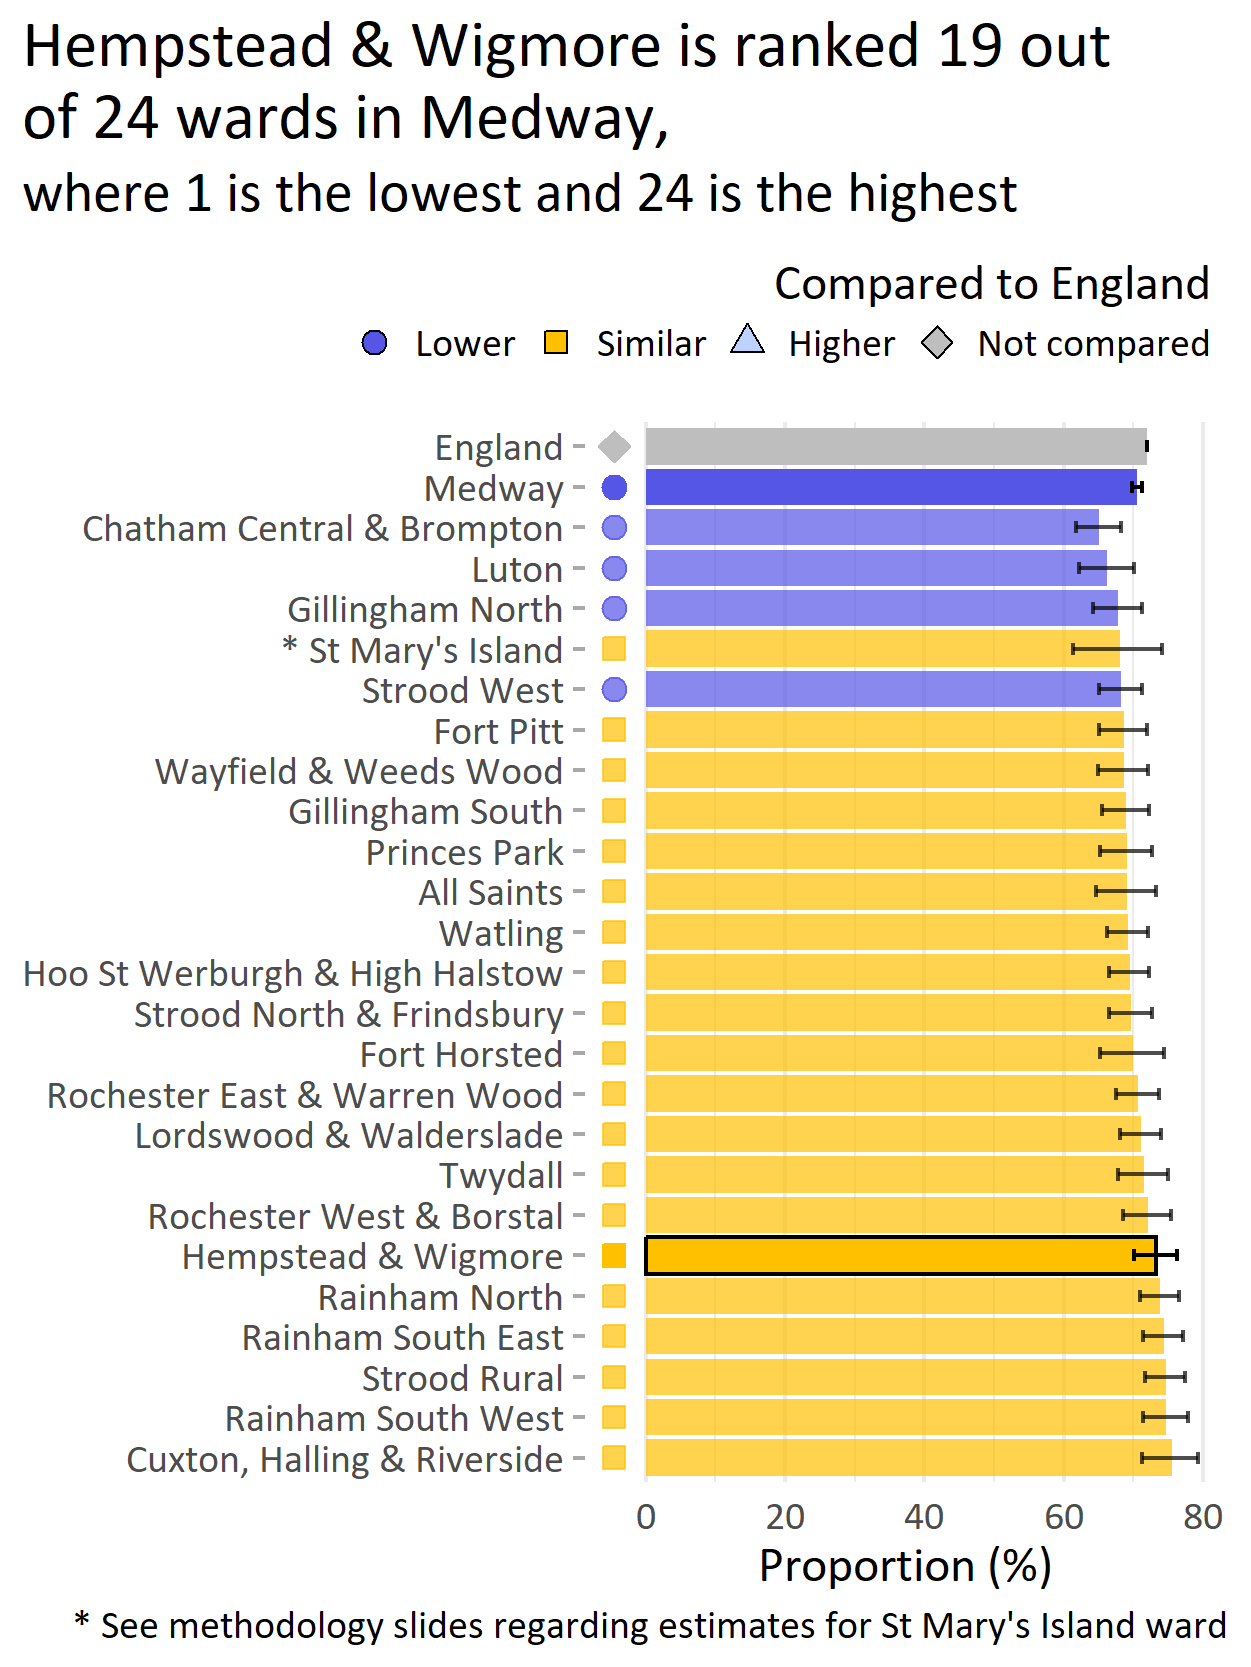 Hempstead & Wigmore is ranked 19 out
of 24 wards in Medway,
where 1 is the lowest and 24 is the highest
Compared to England
Lower Similar Higher Not compared
England
Medway
Chatham Central & Brompton
Luton
Gillingham North
* St Mary's Island
Strood West
Fort Pitt
Wayfield & Weeds Wood
Gillingham South
Princes Park
All Saints
Watling
Hoo St Werburgh & High Halstow
Strood North & Frindsbury
Fort Horsted
Rochester East & Warren Wood
Lordswood & Walderslade
Twydall
Rochester West & Borstal
Hempstead & Wigmore
Rainham North
Rainham South East
Strood Rural
Rainham South West
Cuxton, Halling & Riverside
0 20 40 60 80
Proportion (%)
* See methodology slides regarding estimates for St Mary's Island ward